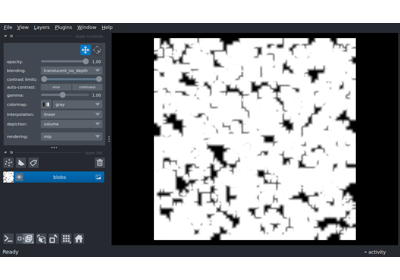 File View Layers Plugins Window Help
opacity: 1.00
blending: translucent_no_depth
contrast limits:
auto-contrast: once continuous
gamma: 1.00
colormap: gray
interpolation: linear
depiction: volume
rendering: mip
blobs
Ready activity